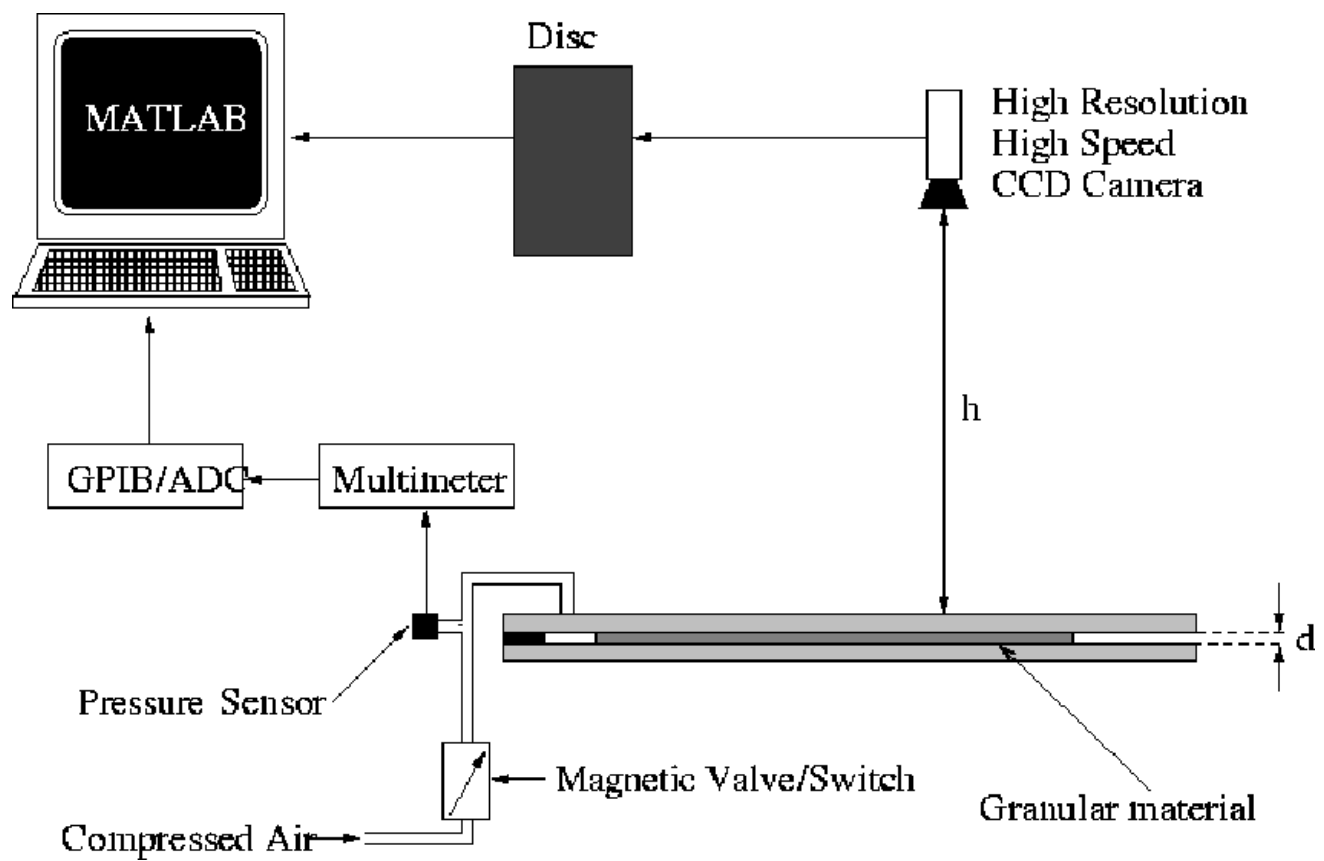 Disc
MATLAB
High Resolution
High Speed
CCD Camera
h
GPIB/ADC
Multimeter
d
Pressure Sensor
Magnetic Valve/Switch
Granular material
Compressed Air